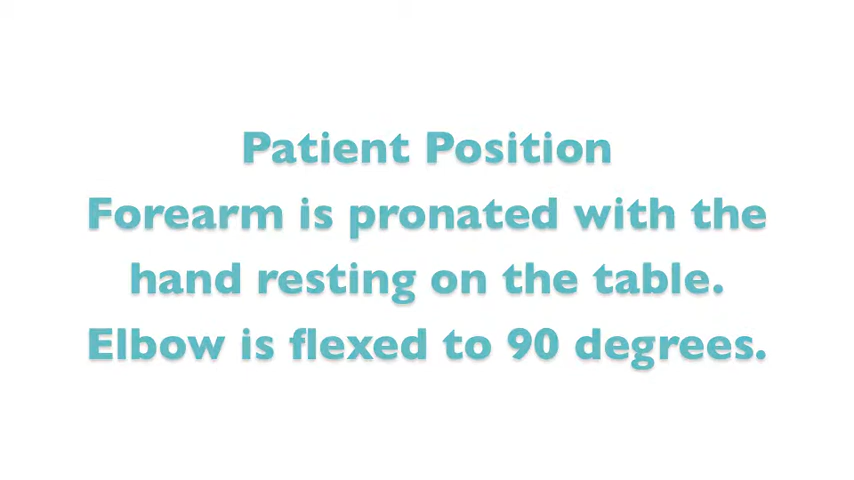 Patient Position
Forearm is pronated with the
hand resting on the table.
Elbow is flexed to 90 degrees.